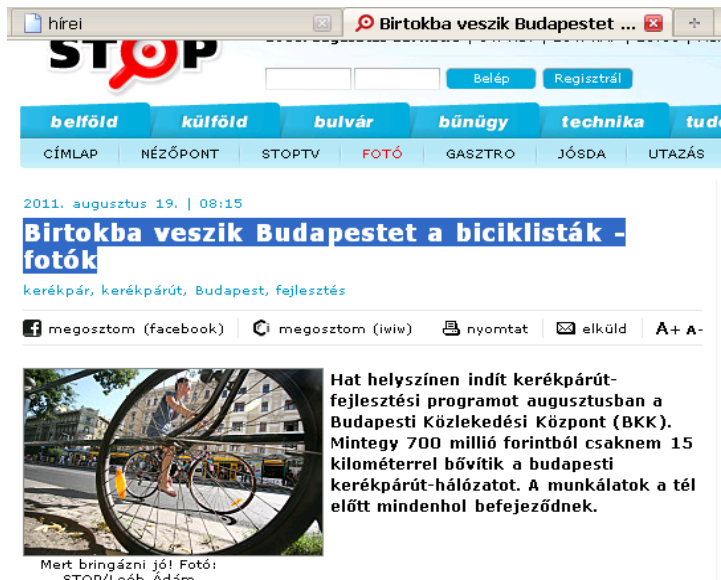 hírei
Birtokba veszik Budapestet ...
STOP
Belép
Regisztrál
belföld
külföld
bulvár
bűnügy
technika
CÍMLAP
NÉZŐPONT
STOPTV
FOTÓ
GASZTRO
JÓSDA
UTAZÁS
2011. augusztus 19. | 08:15
Birtokba veszik Budapestet a biciklisták -
fotók
kerékpár, kerékpárút, Budapest, fejlesztés
megosztom (facebook)
megosztom (iwiw)
nyomtat
elküld
A+ A-
Hat helyszínen indít kerékpárút-
fejlesztési programot augusztusban a
Budapesti Közlekedési Központ (BKK).
Mintegy 700 millió forintból csaknem 15
kilométerrel bővítik a budapesti
kerékpárút-hálózatot. A munkálatok a tél
előtt mindenhol befejeződnek.
Mert bringázni jó! Fotó: